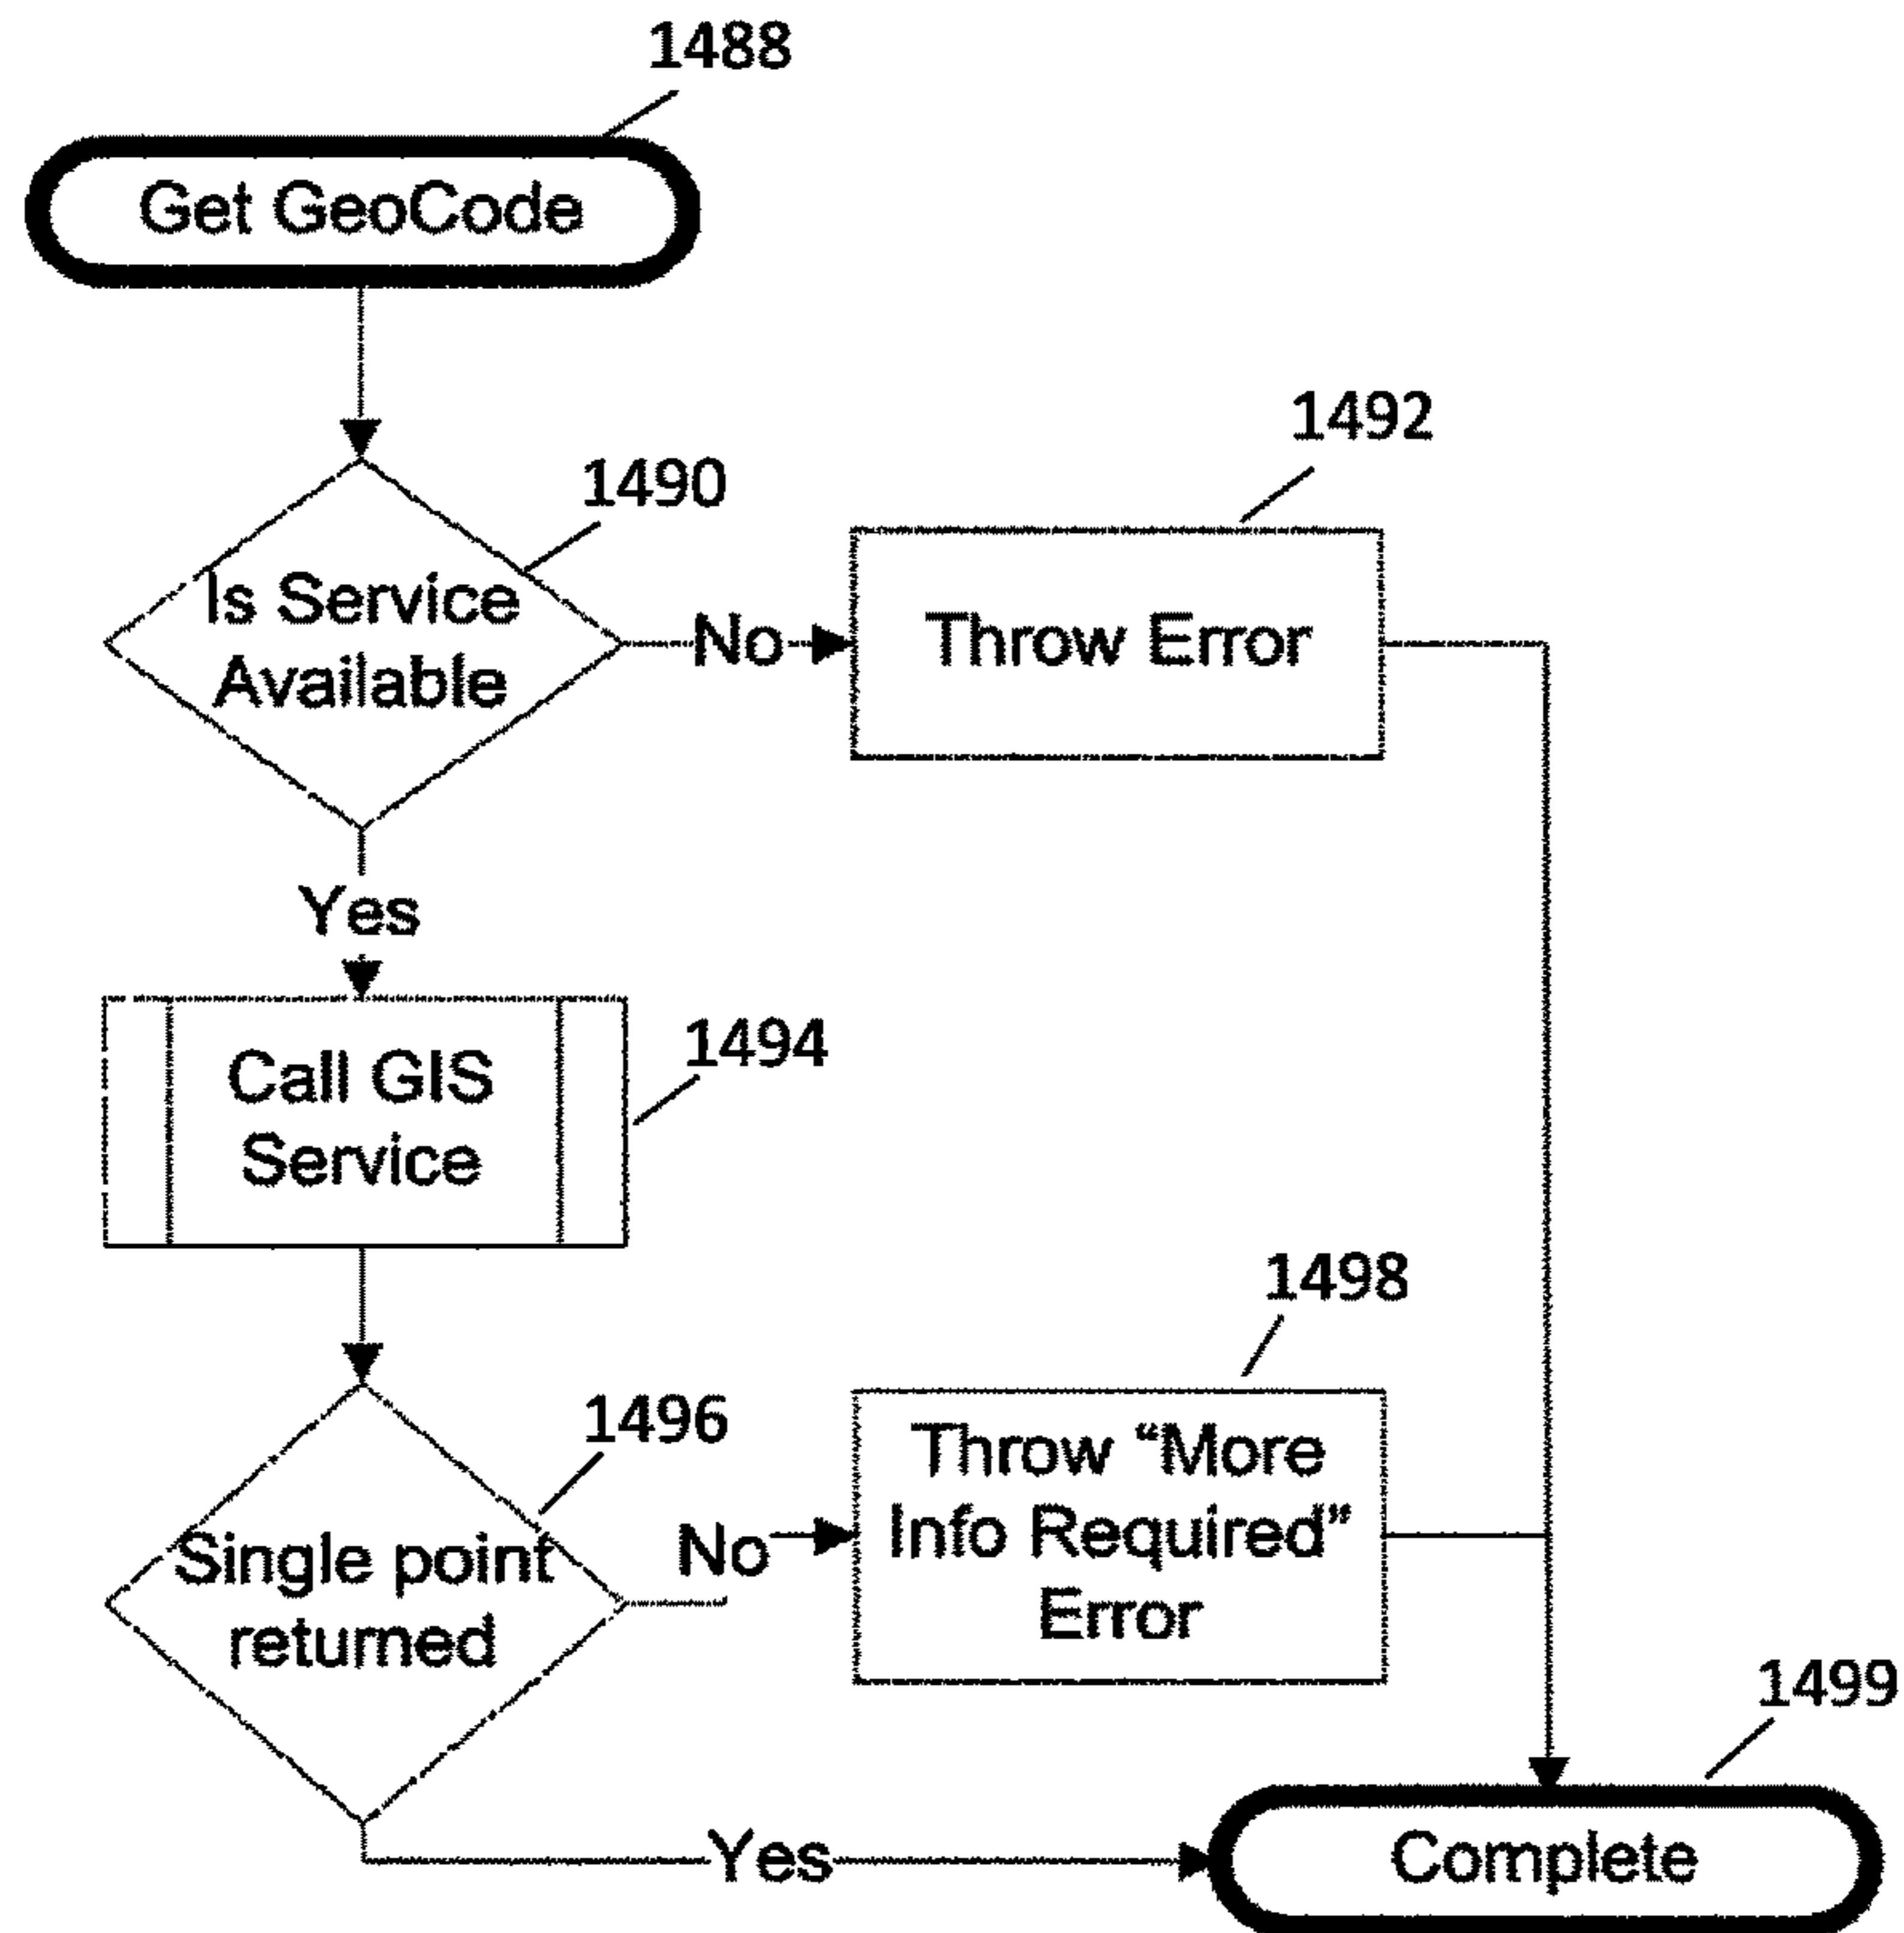 1488
Get GeoCode
1492
1490
Is Service
Available
No
Throw Error
Yes
1494
Call GIS
Service
1498
1496
Throw “More
Info Required”
Error
Single point
returned
No
1499
Yes
Complete